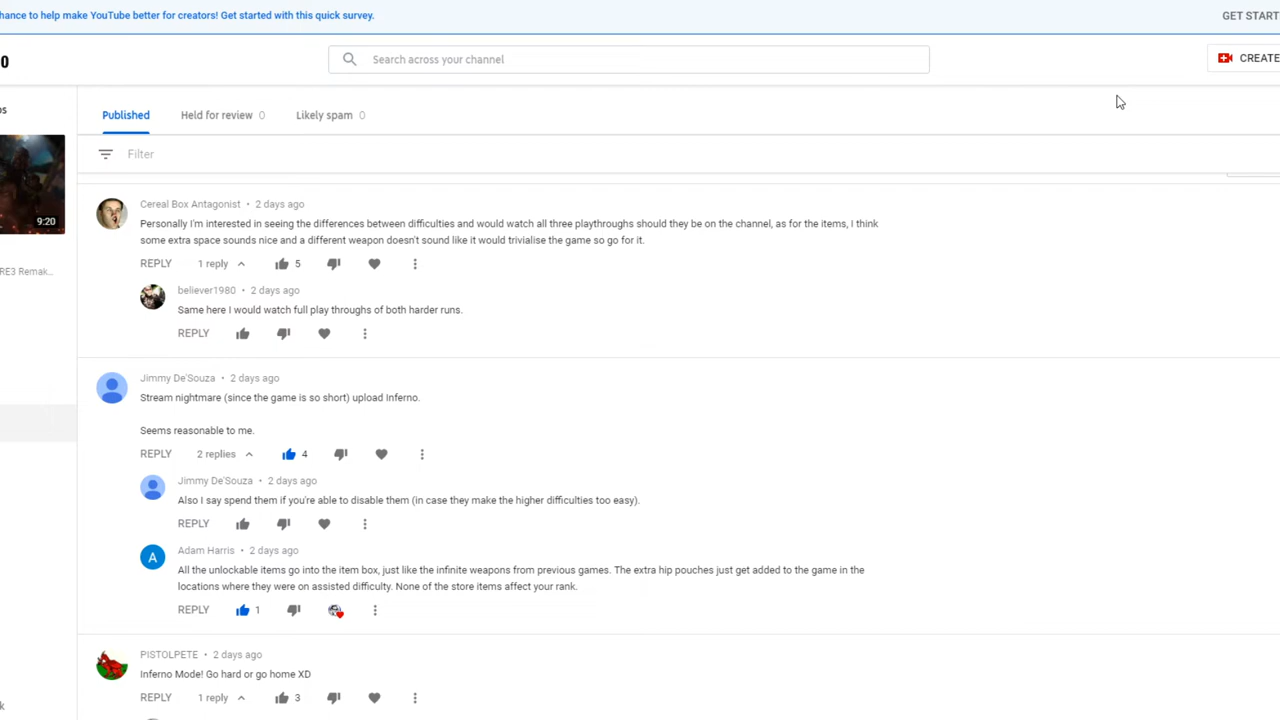 hance to help make YouTube better for creators! Get started with this quick survey.
GET START
0
Search across your channel
CREATE
os
Published
Held for review 0
Likely spam 0
Filter
9:20
RE3 Remak...
Cereal Box Antagonist • 2 days ago
Personally I'm interested in seeing the differences between difficulties and would watch all three playthroughs should they be on the channel, as for the items, I think
some extra space sounds nice and a different weapon doesn't sound like it would trivialise the game so go for it.
REPLY 1 reply 5
believer1980 • 2 days ago
Same here I would watch full play throughs of both harder runs.
REPLY
Jimmy De'Souza • 2 days ago
Stream nightmare (since the game is so short) upload Inferno.
Seems reasonable to me.
REPLY 2 replies 4
Jimmy De'Souza • 2 days ago
Also I say spend them if you're able to disable them (in case they make the higher difficulties too easy).
REPLY
A
Adam Harris • 2 days ago
All the unlockable items go into the item box, just like the infinite weapons from previous games. The extra hip pouches just get added to the game in the
locations where they were on assisted difficulty. None of the store items affect your rank.
REPLY 1
PISTOLPETE • 2 days ago
Inferno Mode! Go hard or go home XD
REPLY 1 reply 3
k